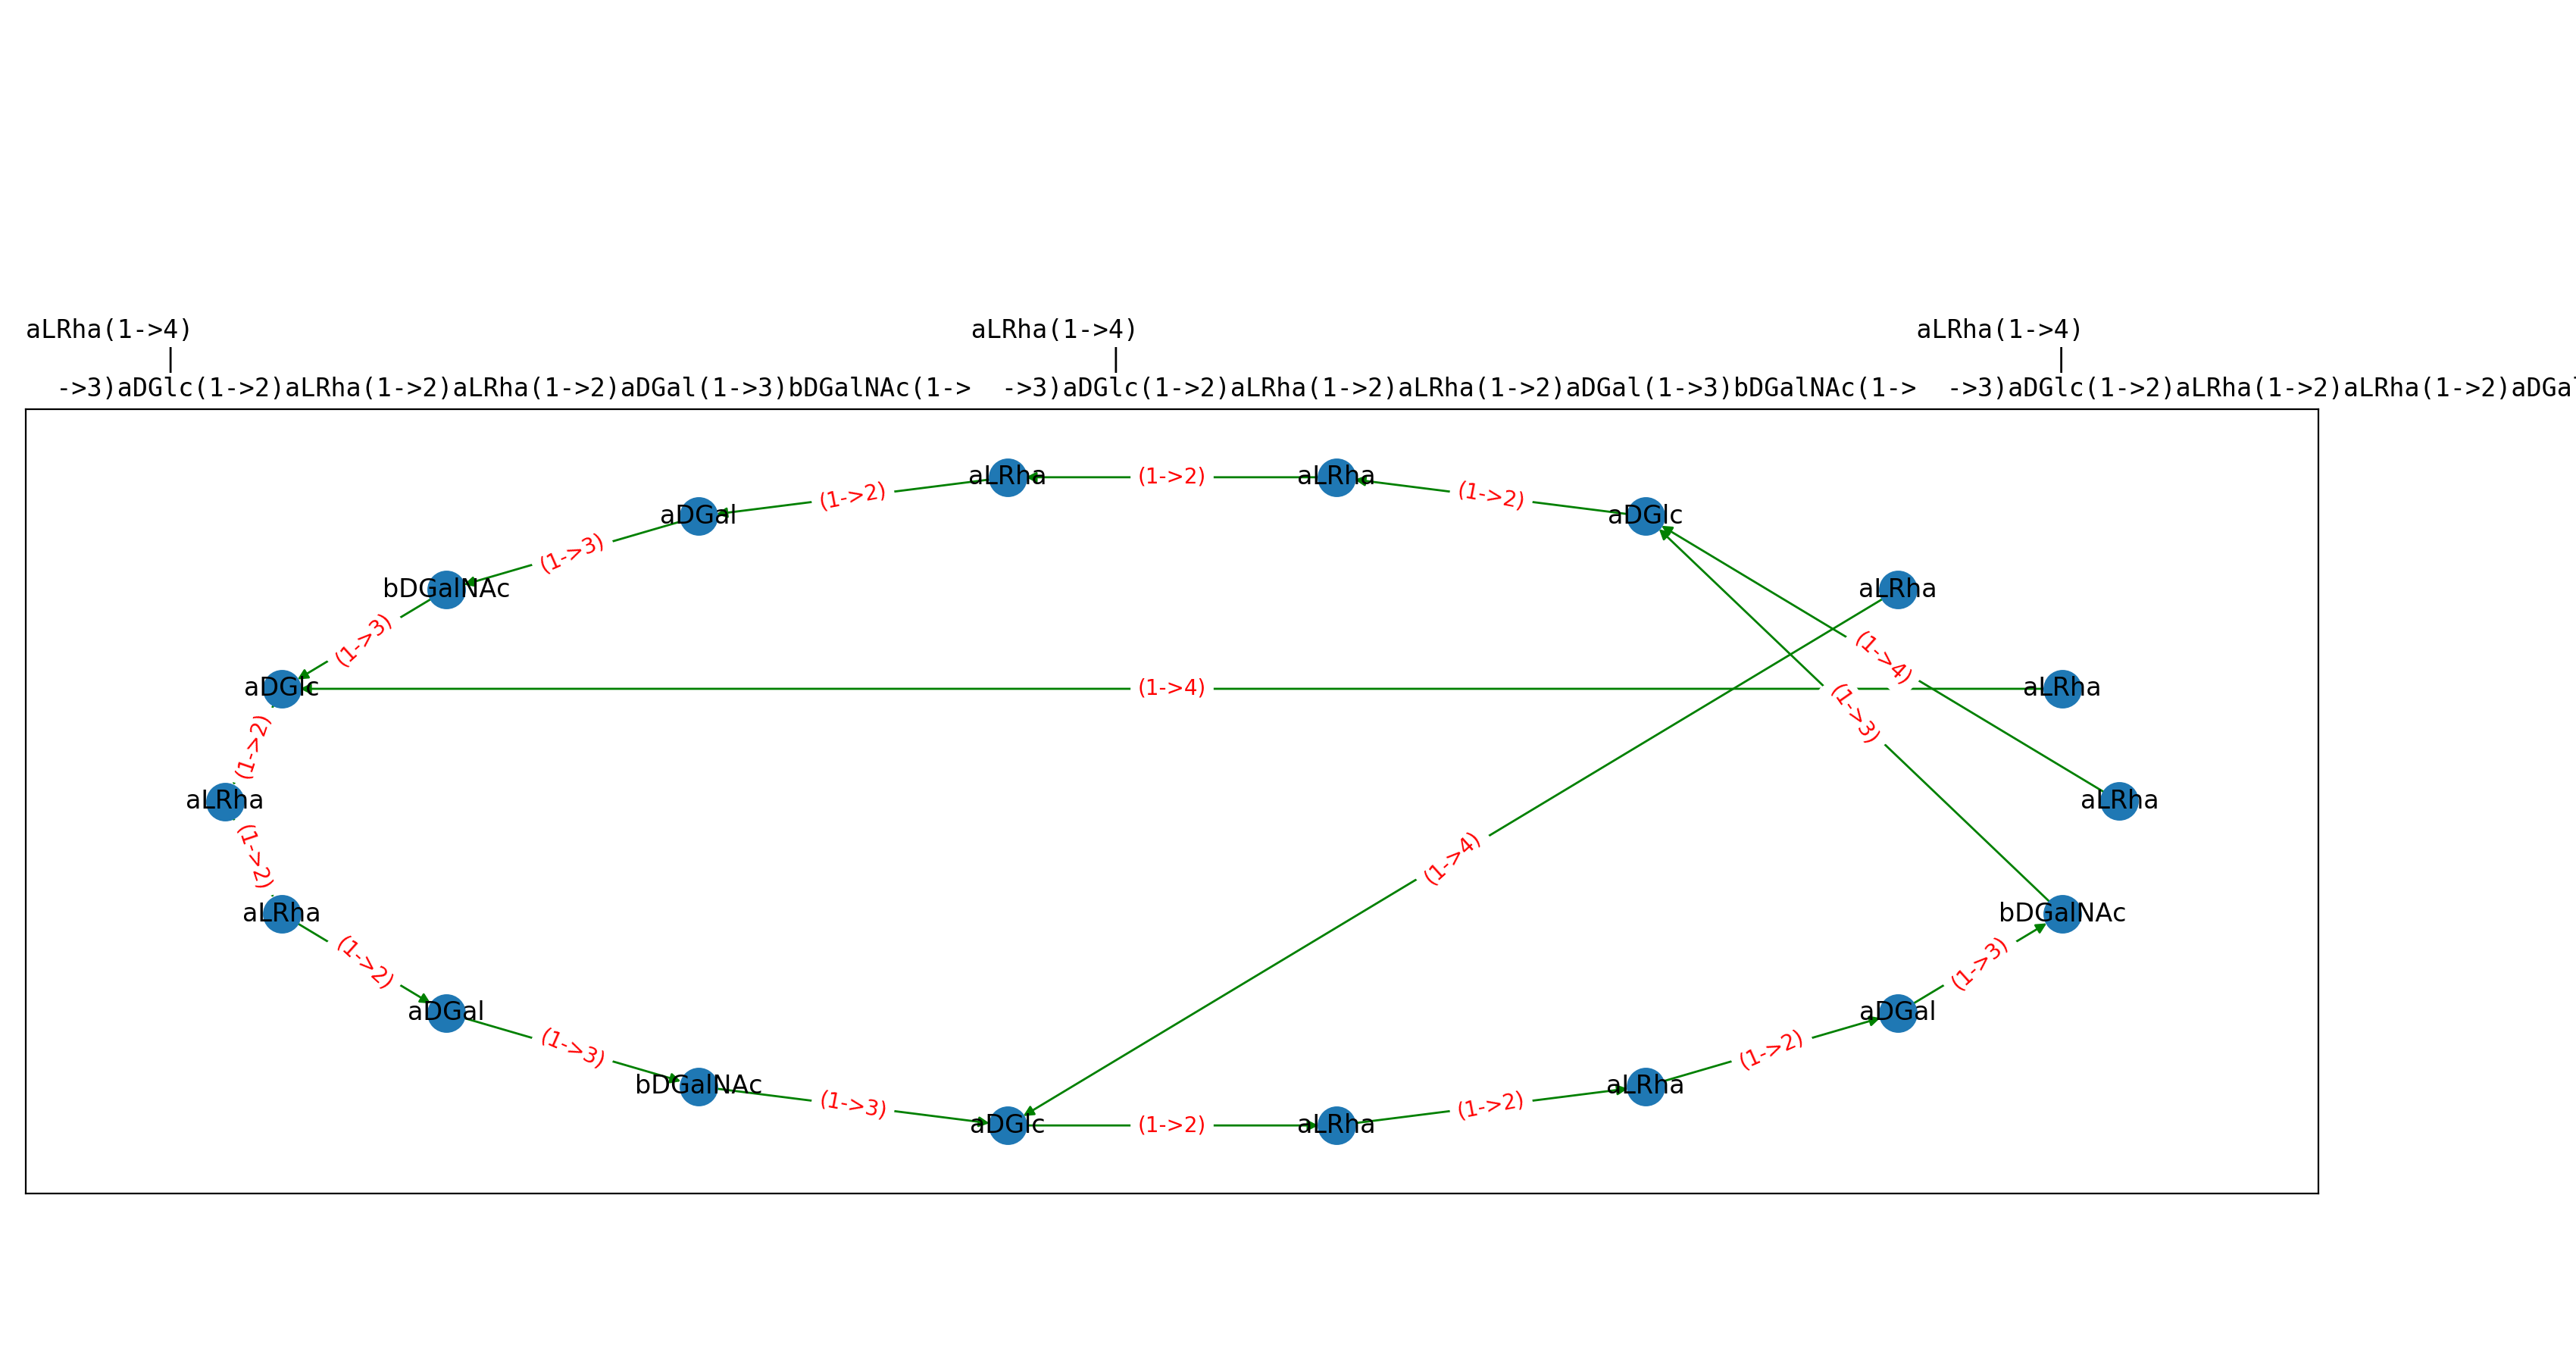 aLRha(1->4) aLRha(1->4) aLRha(1->4)
| | |
->3)aDGlc(1->2)aLRha(1->2)aLRha(1->2)aDGal(1->3)bDGalNAc(1-> ->3)aDGlc(1->2)aLRha(1->2)aLRha(1->2)aDGal(1->3)bDGalNAc(1-> ->3)aDGlc(1->2)aLRha(1->2)aLRha(1->2)aDGal
aLRha (1->2) aLRha
aDGal (1->2) (1->2) aDGlc
(1->3)
bDGalNAc aLRha
(1->3) (1->4)
aDGlc (1->4) aLRha
(1->2) (1->3)
aLRha aLRha
(1->2) (1->4)
aLRha bDGalNAc
(1->2) (1->3)
aDGal aDGal
(1->3) (1->2)
bDGalNAc (1->3) (1->2) aLRha
aDGlc (1->2) aLRha